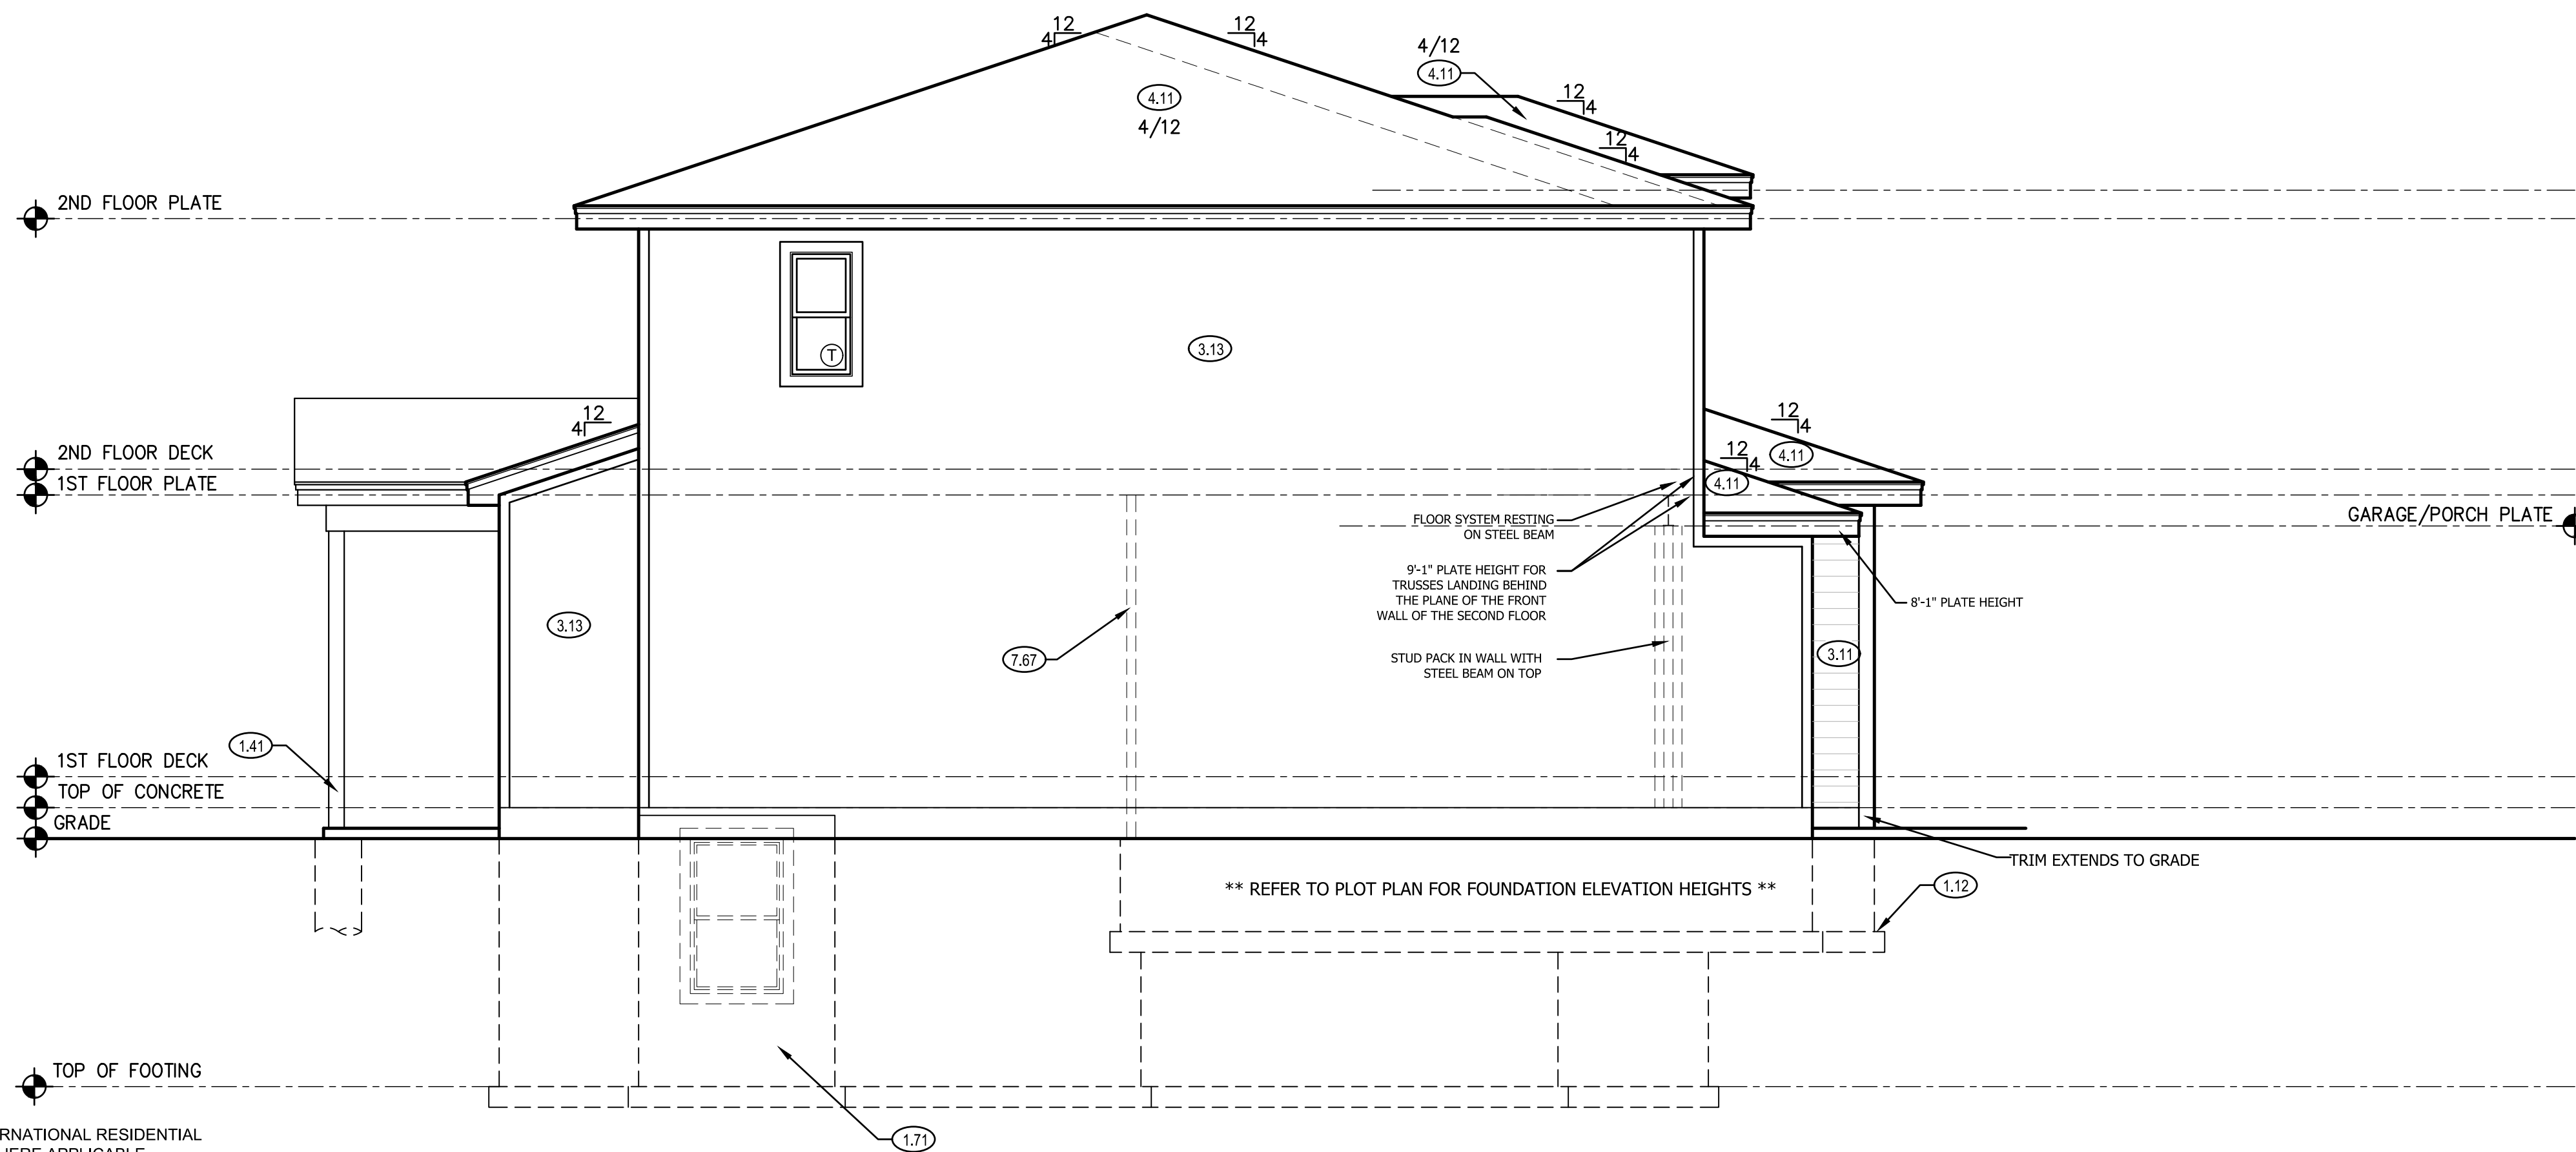 12
4
12
4
4/12
4.11
12
4
4.11
4/12
12
4
2ND FLOOR PLATE
T
3.13
12
4
12
4
4.11
12
4
4.11
2ND FLOOR DECK
1ST FLOOR PLATE
FLOOR SYSTEM RESTING
ON STEEL BEAM
GARAGE/PORCH PLATE
9'-1" PLATE HEIGHT FOR
TRUSSES LANDING BEHIND
THE PLANE OF THE FRONT
WALL OF THE SECOND FLOOR
8'-1" PLATE HEIGHT
3.13
7.67
STUD PACK IN WALL WITH
STEEL BEAM ON TOP
3.11
1.41
1ST FLOOR DECK
TOP OF CONCRETE
GRADE
TRIM EXTENDS TO GRADE
** REFER TO PLOT PLAN FOR FOUNDATION ELEVATION HEIGHTS **
1.12
TOP OF FOOTING
1.71
RNATIONAL RESIDENTIAL
HERE APPLICABLE